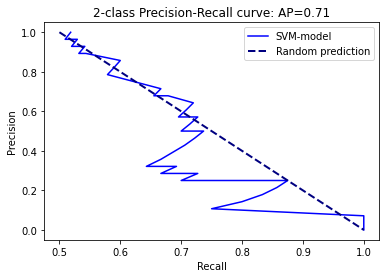 2-class Precision-Recall curve: AP=0.71
SVM-model
Random prediction
Precision
1.0
0.8
0.6
0.4
0.2
0.0
0.5
0.6
0.7
0.8
0.9
1.0
Recall